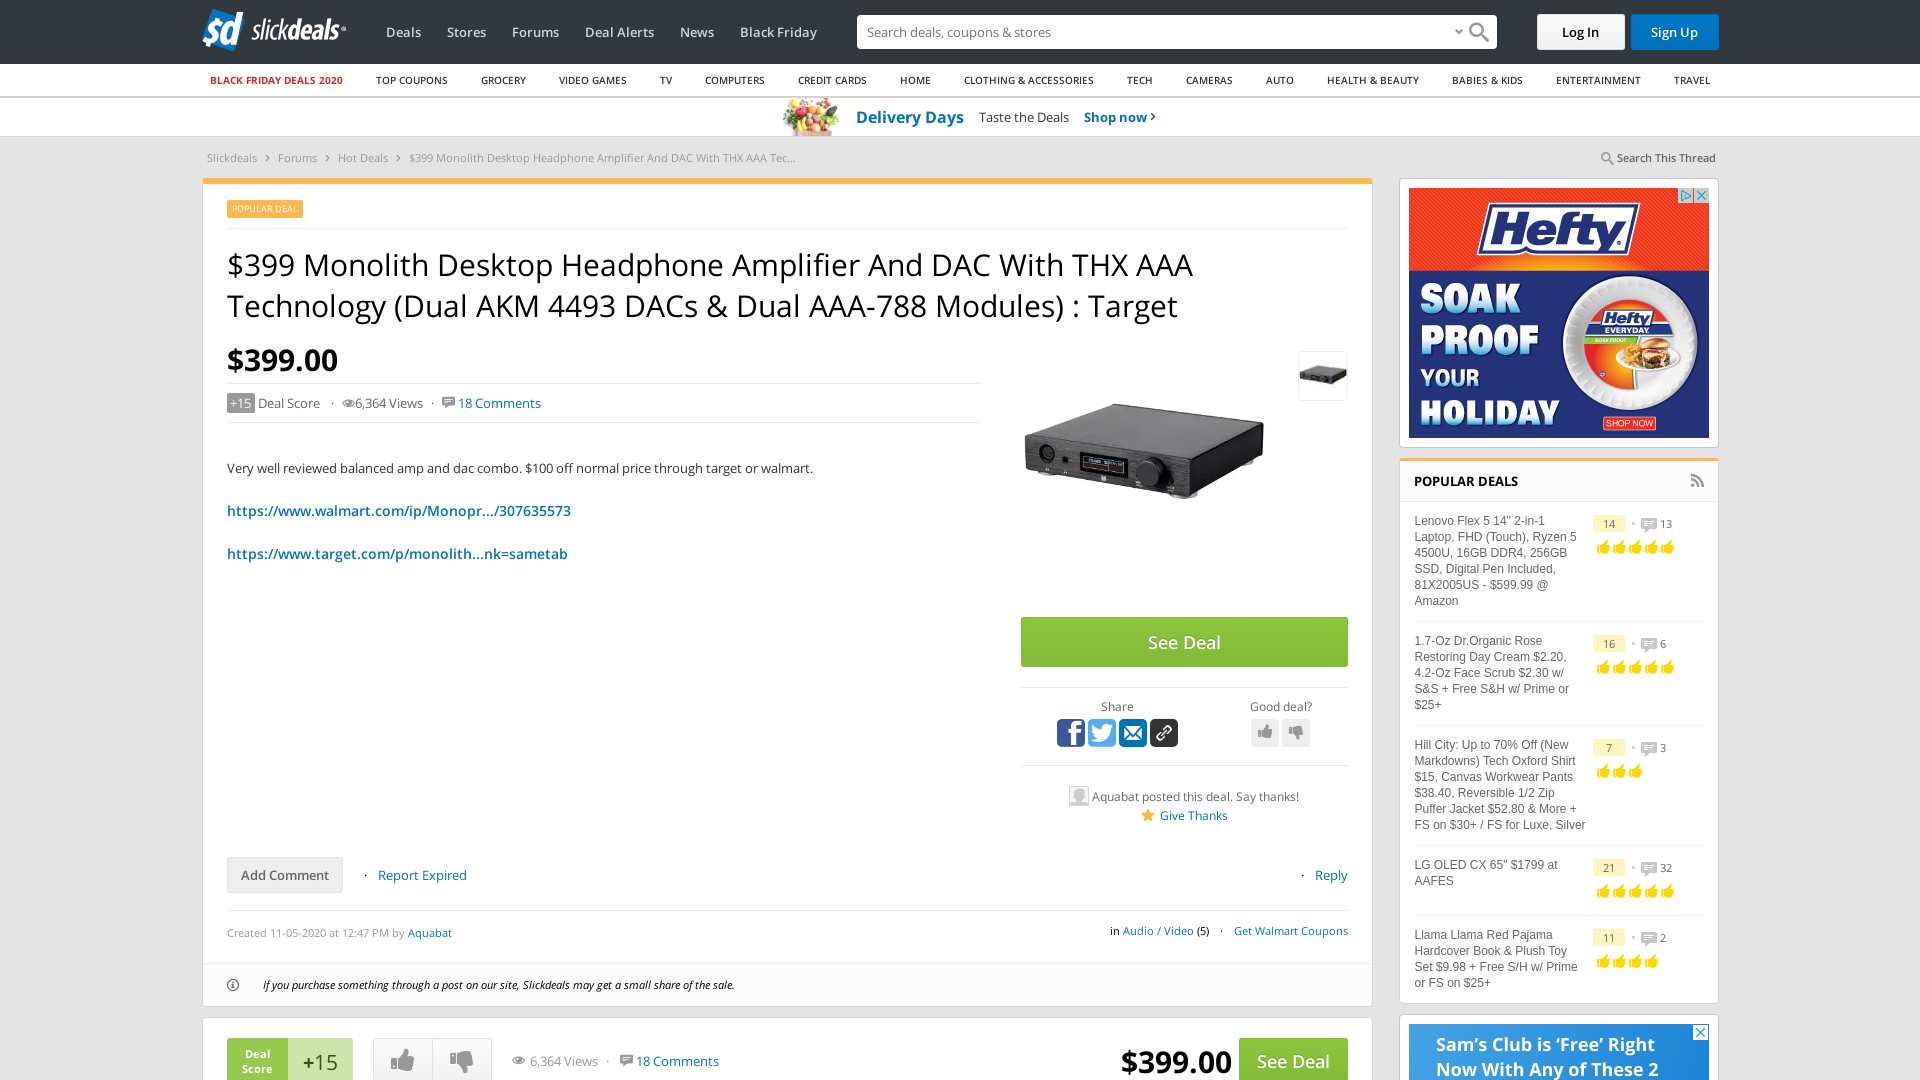 sd slickdeals
Deals Stores Forums Deal Alerts News Black Friday
Search deals, coupons & shopping
Log In Sign Up
BLACK FRIDAY DEALS 2020 TOP COUPONS GROCERY VIDEO GAMES TV COMPUTERS CREDIT CARDS HOME CLOTHING & ACCESSORIES TECH CAMERAS AUTO HEALTH & BEAUTY BABIES & KIDS ENTERTAINMENT TRAVEL
Delivery Days Taste the Deals Shop now ›
Slickdeals › Forums › Hot Deals › $399 Monolith Desktop Headphone Amplifier And DAC With THX AAA Tec...
Search This Thread
POPULAR DEAL
$399 Monolith Desktop Headphone Amplifier And DAC With THX AAA
Technology (Dual AKM 4493 DACs & Dual AAA-788 Modules) : Target
$399.00
+15 Deal Score · 6,364 Views · 18 Comments
Very well reviewed balanced amp and dac combo. $100 off normal price through target or walmart.
https://www.walmart.com/ip/Monopr.../307635573
https://www.target.com/p/monolith...nk=sametab
See Deal
Share
Good deal?
Aquabat posted this deal. Say thanks!
Give Thanks
Add Comment · Report Expired
· Reply
Created 11-05-2020 at 12:47 PM by Aquabat
in Audio / Video (5) · Get Walmart Coupons
If you purchase something through a post on our site, Slickdeals may get a small share of the sale.
Deal
Score
+15
6,364 Views · 18 Comments
$399.00
See Deal
Hefty
SOAK
PROOF
YOUR
HOLIDAY
Hefty
EVERYDAY
SOAK PROOF
SHOP NOW
POPULAR DEALS
Lenovo Flex 5 14" 2-in-1
Laptop, FHD (Touch), Ryzen 5
4500U, 16GB DDR4, 256GB
SSD, Digital Pen Included,
81X2005US - $599.99 @
Amazon
14 · 13
1.7-Oz Dr.Organic Rose
Restoring Day Cream $2.20,
4.2-Oz Face Scrub $2.30 w/
S&S + Free S&H w/ Prime or
$25+
16 · 6
Hill City: Up to 70% Off (New
Markdowns) Tech Oxford Shirt
$15, Canvas Workwear Pants
$38.40, Reversible 1/2 Zip
Puffer Jacket $52.80 & More +
FS on $30+ / FS for Luxe, Silver
7 · 3
LG OLED CX 65" $1799 at
AAFES
21 · 32
Llama Llama Red Pajama
Hardcover Book & Plush Toy
Set $9.98 + Free S/H w/ Prime
or FS on $25+
11 · 2
Sam's Club is ‘Free’ Right
Now With Any of These 2